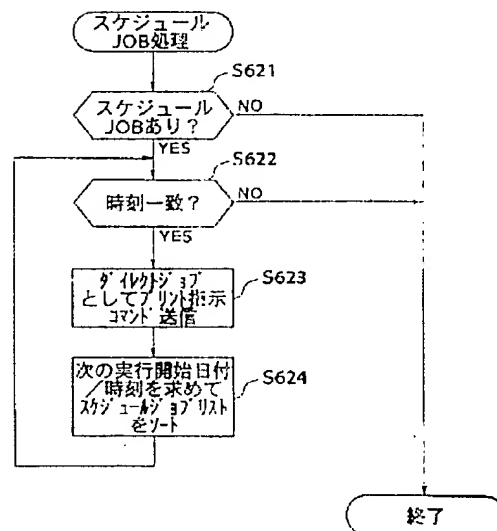 スケジュール
JOB処理
S621
スケジュール
JOBあり？
NO
YES
S622
時刻一致？
NO
YES
S623
ﾀﾞｲﾚｸﾄｼﾞｮﾌﾞ
としてﾌﾟﾘﾝﾄ指示
ｺﾏﾝﾄﾞ送信
S624
次の実行開始日付
／時刻を求めて
ｽｹｼﾞｭｰﾙｼﾞｮﾌﾞﾘｽﾄ
をｿｰﾄ
終了